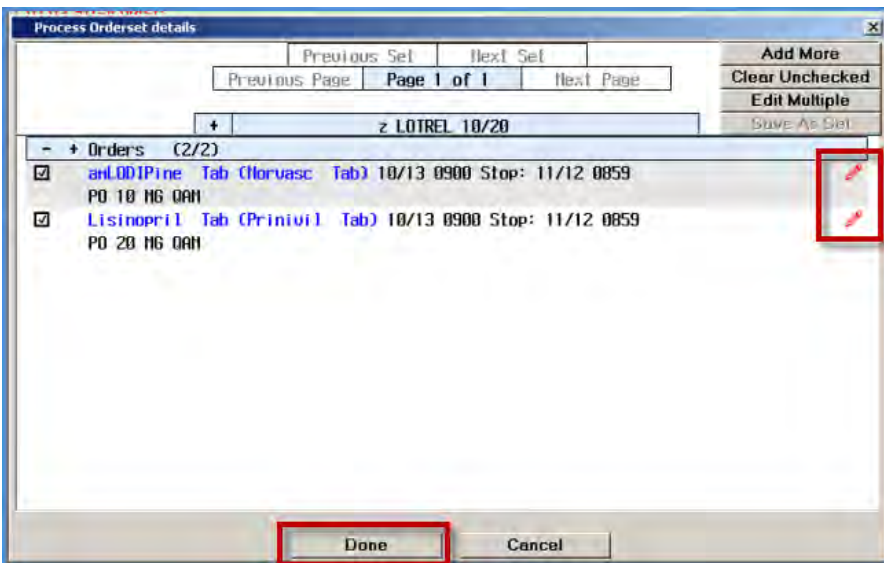 Process Orderset details
Previous Set Next Set
Previous Page Page 1 of 1 Next Page
Add More
Clear Unchecked
Edit Multiple
Save As Set
+ z LOTREL 10/20
- + Orders (2/2)
amLODIPine Tab (Norvasc Tab) 10/13 0900 Stop: 11/12 0859
PO 10 MG QAM
Lisinopril Tab (Prinivil Tab) 10/13 0900 Stop: 11/12 0859
PO 20 MG QAM
Done Cancel